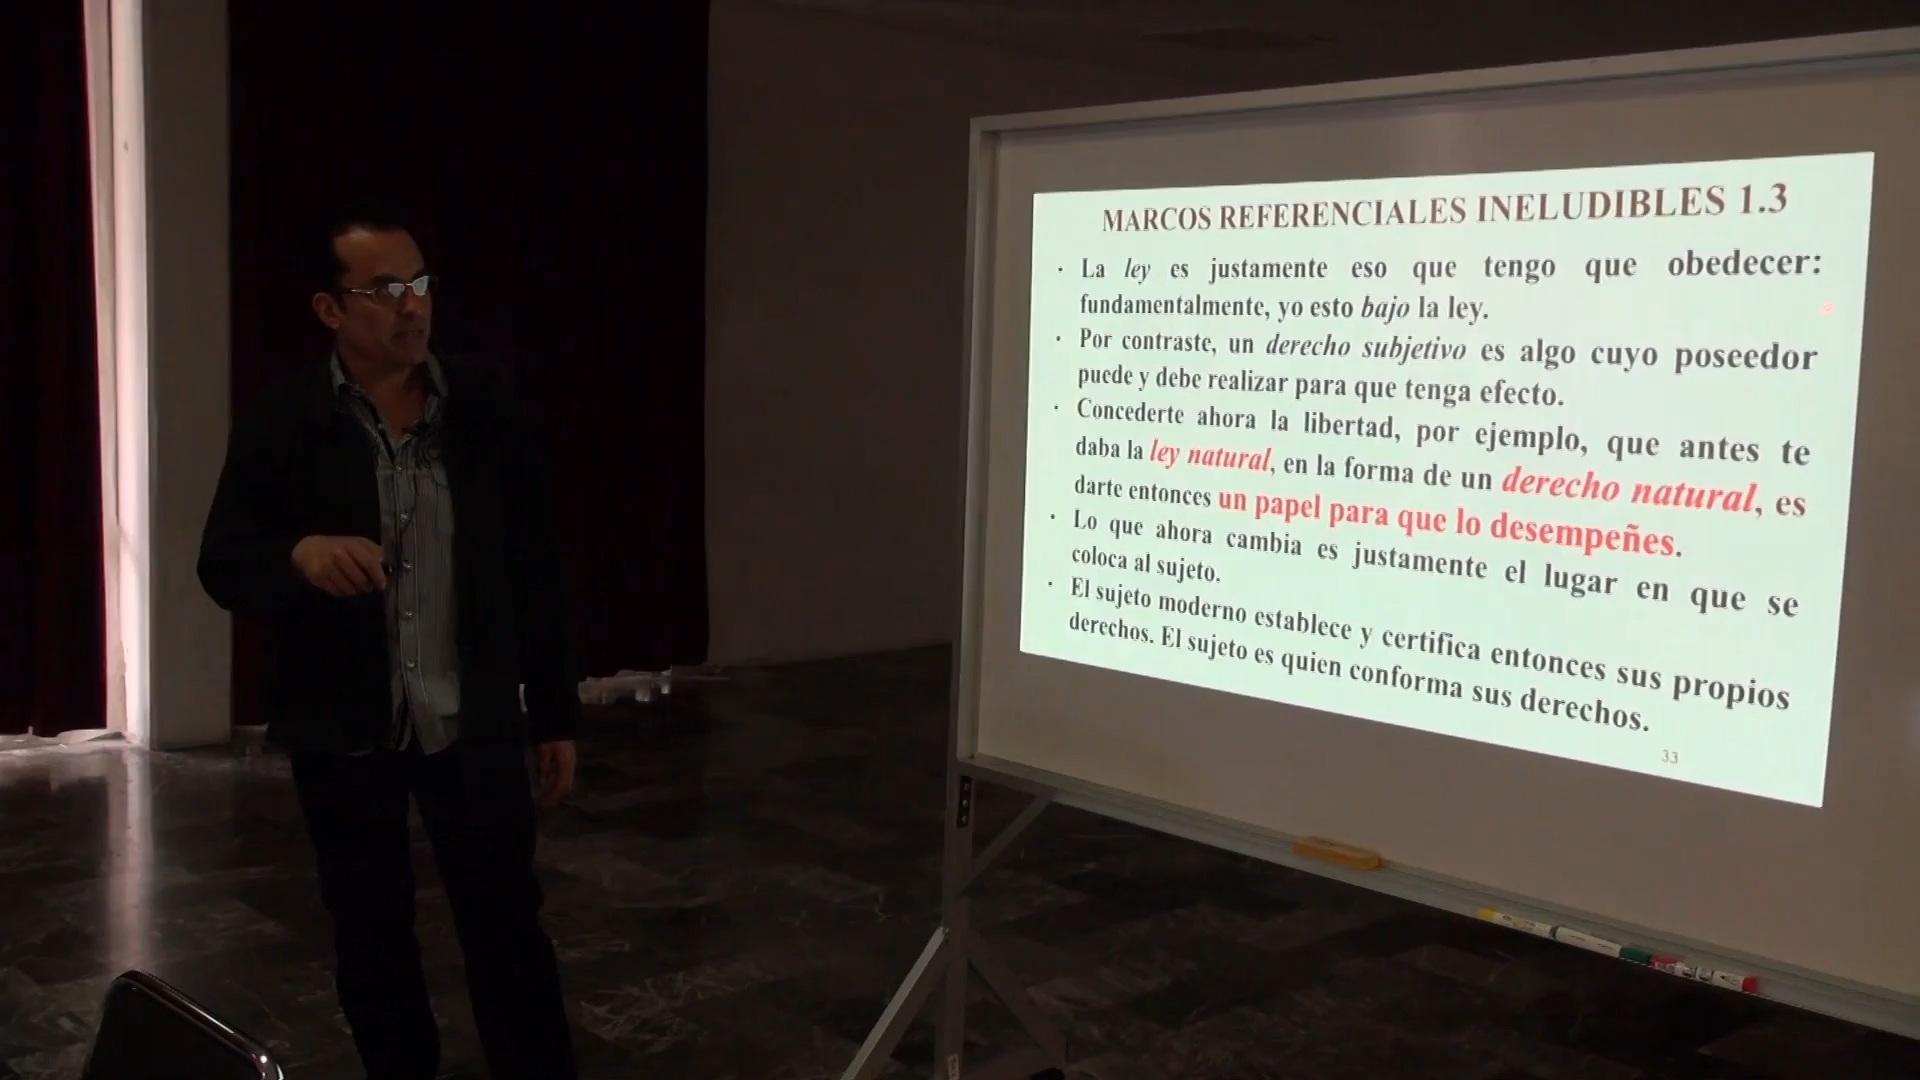 MARCOS REFERENCIALES INELUDIBLES 1.3
· La ley es justamente eso que tengo que obedecer:
fundamentalmente, yo esto bajo la ley.
· Por contraste, un derecho subjetivo es algo cuyo poseedor
puede y debe realizar para que tenga efecto.
· Concederte ahora la libertad, por ejemplo, que antes te
daba la ley natural, en la forma de un derecho natural, es
darte entonces un papel para que lo desempeñes.
· Lo que ahora cambia es justamente el lugar en que se
coloca al sujeto.
· El sujeto moderno establece y certifica entonces sus propios
derechos. El sujeto es quien conforma sus derechos.
33